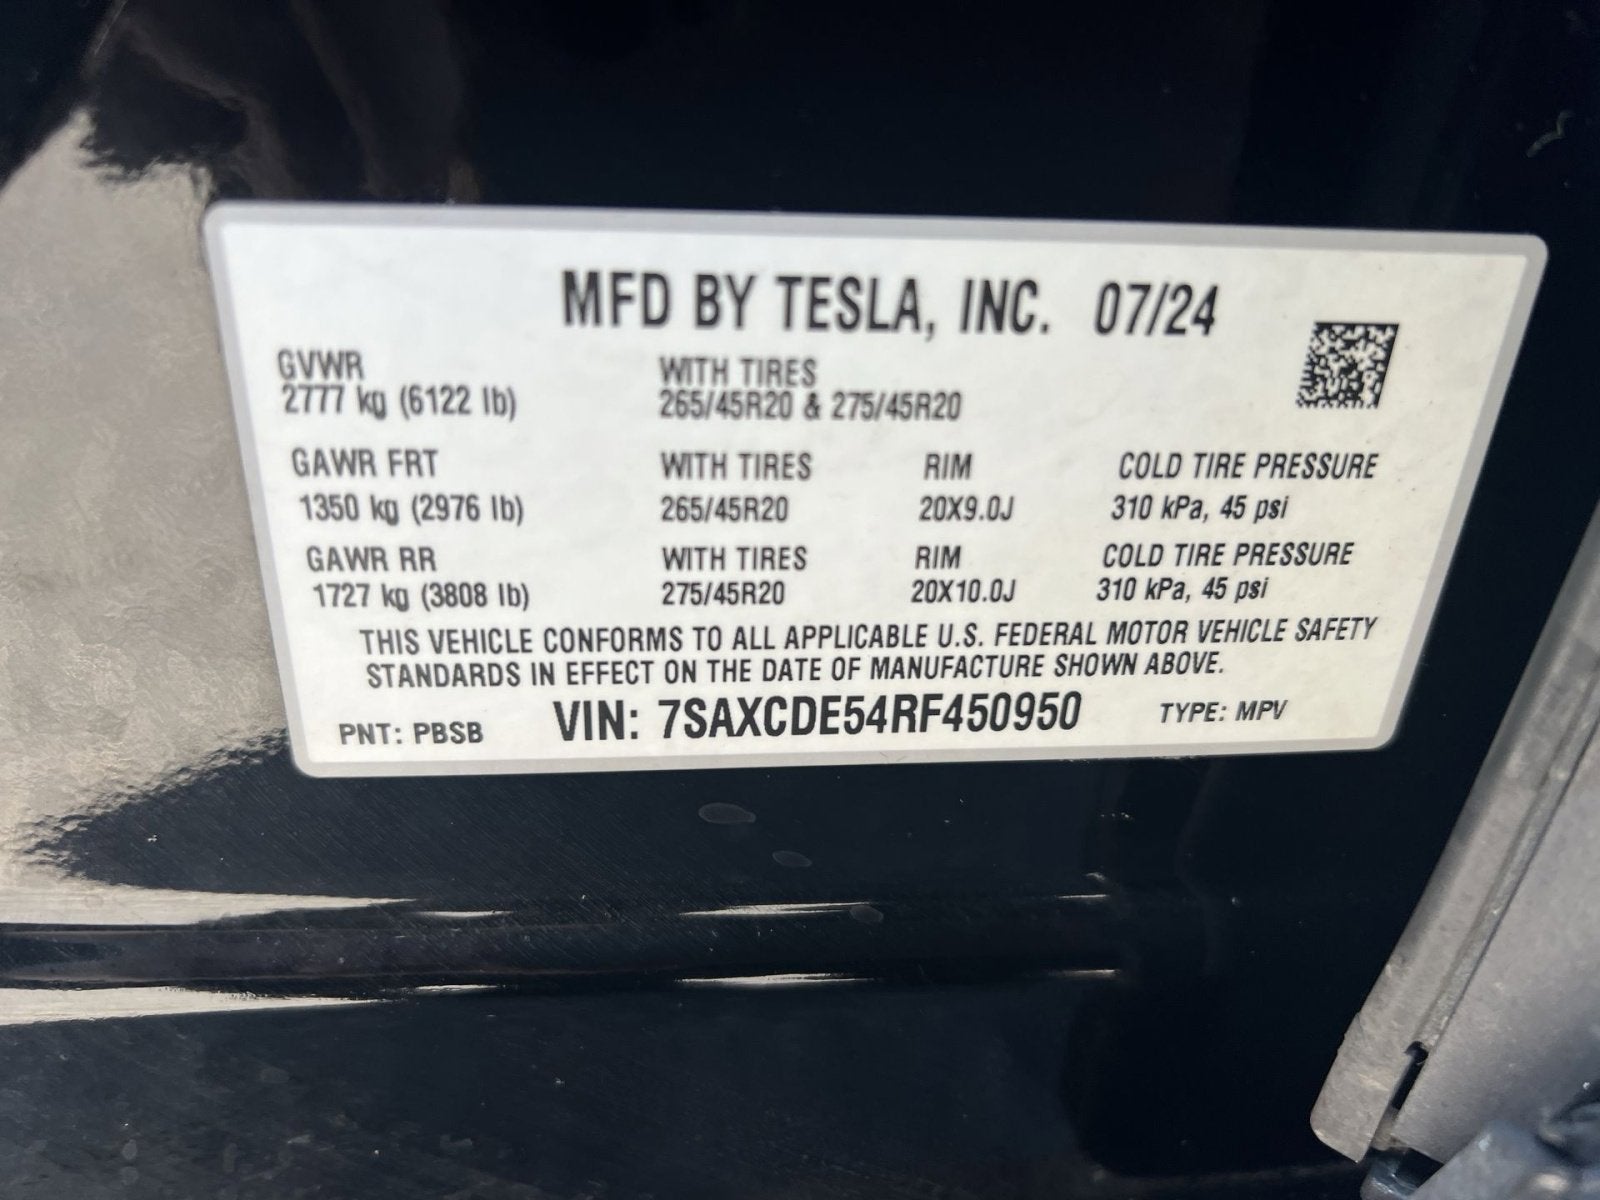 MFD BY TESLA, INC. 07/24
GVWR WITH TIRES
2777 kg (6122 lb) 265/45R20 & 275/45R20
GAWR FRT WITH TIRES RIM COLD TIRE PRESSURE
1350 kg (2976 lb) 265/45R20 20X9.0J 310 kPa, 45 psi
GAWR RR WITH TIRES RIM COLD TIRE PRESSURE
1727 kg (3808 lb) 275/45R20 20X10.0J 310 kPa, 45 psi
THIS VEHICLE CONFORMS TO ALL APPLICABLE U.S. FEDERAL MOTOR VEHICLE SAFETY
STANDARDS IN EFFECT ON THE DATE OF MANUFACTURE SHOWN ABOVE.
PNT: PBSB VIN: 7SAXCDE54RF450950 TYPE: MPV